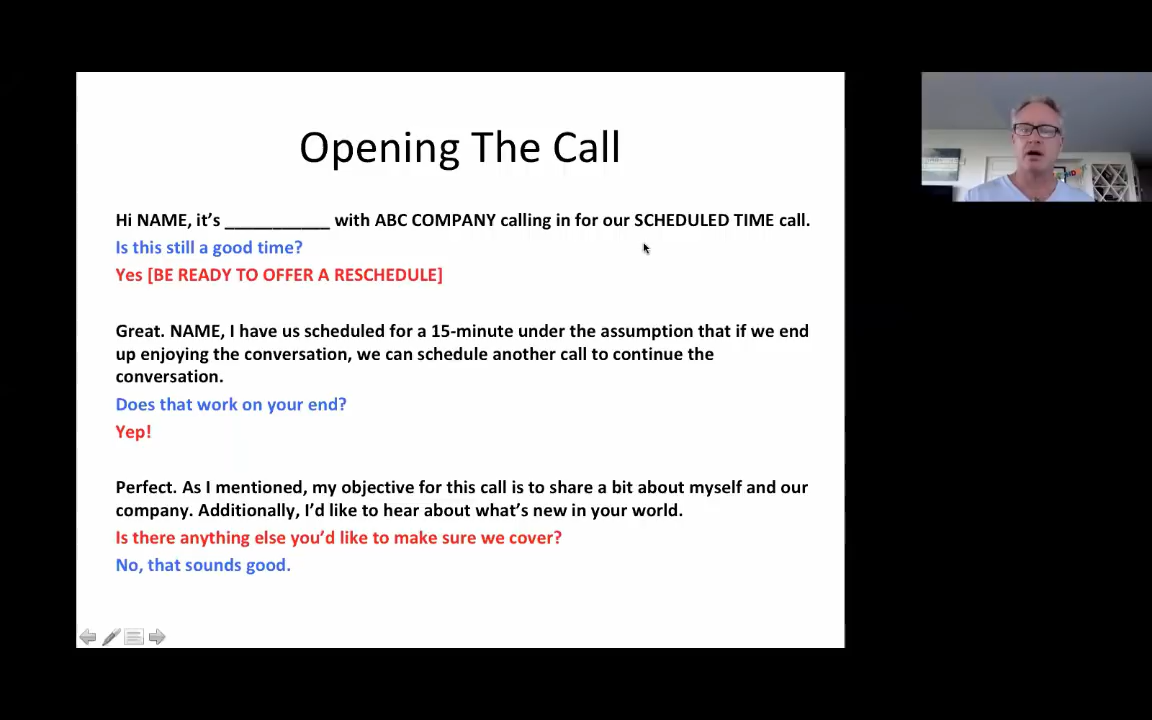 Opening The Call
Hi NAME, it’s ___________ with ABC COMPANY calling in for our SCHEDULED TIME call.
Is this still a good time?
Yes [BE READY TO OFFER A RESCHEDULE]
Great. NAME, I have us scheduled for a 15-minute under the assumption that if we end
up enjoying the conversation, we can schedule another call to continue the
conversation.
Does that work on your end?
Yep!
Perfect. As I mentioned, my objective for this call is to share a bit about myself and our
company. Additionally, I’d like to hear about what’s new in your world.
Is there anything else you’d like to make sure we cover?
No, that sounds good.